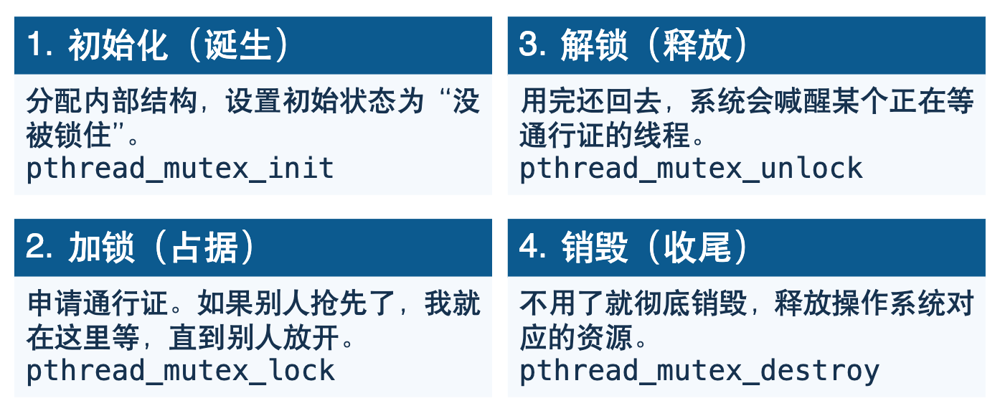 1. 初始化（诞生）
分配内部结构，设置初始状态为“没
被锁住”。
pthread_mutex_init
2. 加锁（占据）
申请通行证。如果别人抢先了，我就
在这里等，直到别人放开。
pthread_mutex_lock
3. 解锁（释放）
用完还回去，系统会喊醒某个正在等
通行证的线程。
pthread_mutex_unlock
4. 销毁（收尾）
不用了就彻底销毁，释放操作系统对
应的资源。
pthread_mutex_destroy